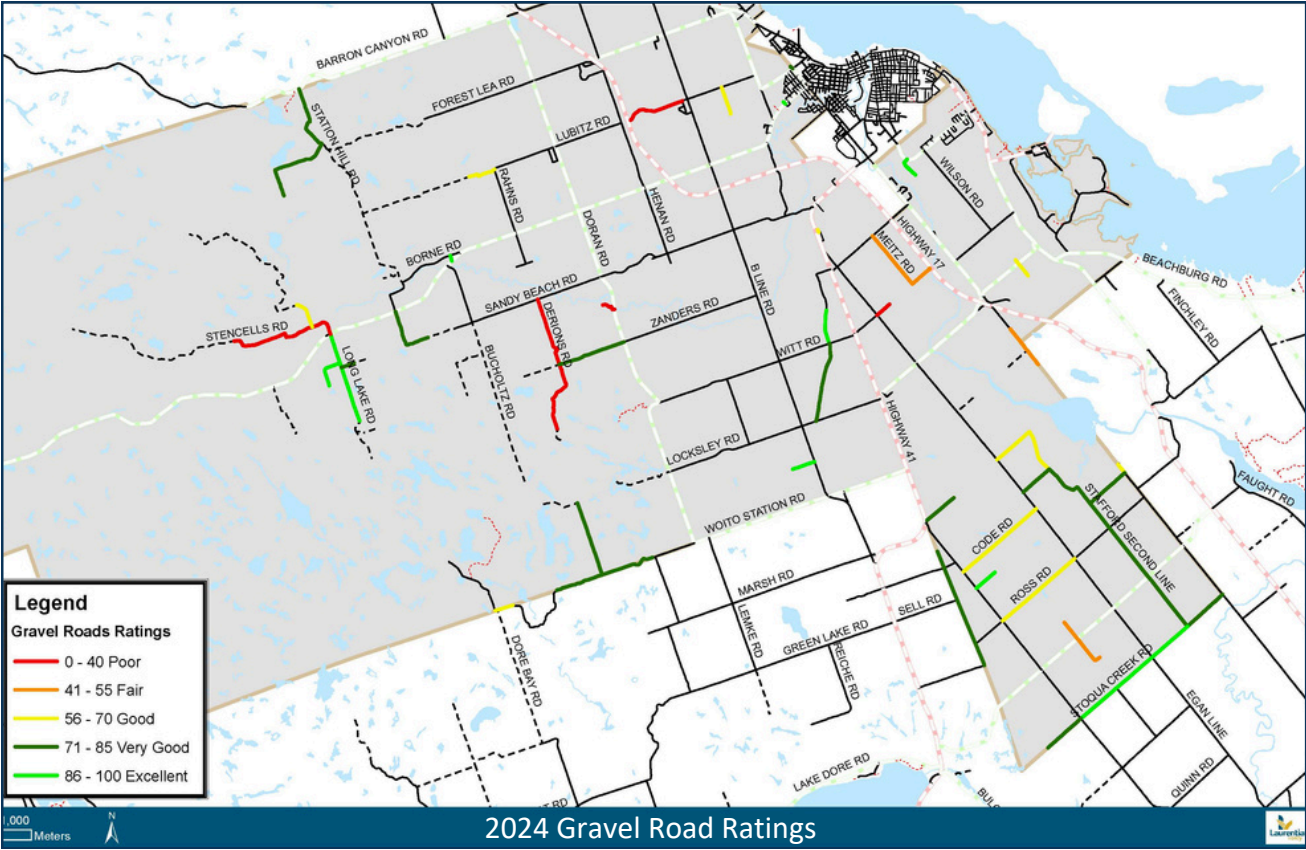 BARRON CANYON RD
FOREST LEA RD
STATION HILL RD
LUBITZ RD
RAHNS RD
HENAN RD
WILSON RD
DORAN RD
HIGHWAY 17
MEITZ RD
BORNE RD
B LINE RD
BEACHBURG RD
SANDY BEACH RD
ZANDERS RD
FINCHLEY RD
DERIONS RD
STENCELLS RD
WITT RD
LONG LAKE RD
BUCHOLTZ RD
HIGHWAY 41
LOCKSLEY RD
FAUGHT RD
WOITO STATION RD
STAFFORD SECOND LINE
CODE RD
MARSH RD
ROSS RD
SELL RD
LEMKE RD
GREEN LAKE RD
REICHE RD
DORE BAY RD
STOQUA CREEK RD
EGAN LINE
LAKE DORE RD
QUINN RD
RD
Legend
Gravel Roads Ratings
0 - 40 Poor
41 - 55 Fair
56 - 70 Good
71 - 85 Very Good
86 - 100 Excellent
Meters
N
2024 Gravel Road Ratings